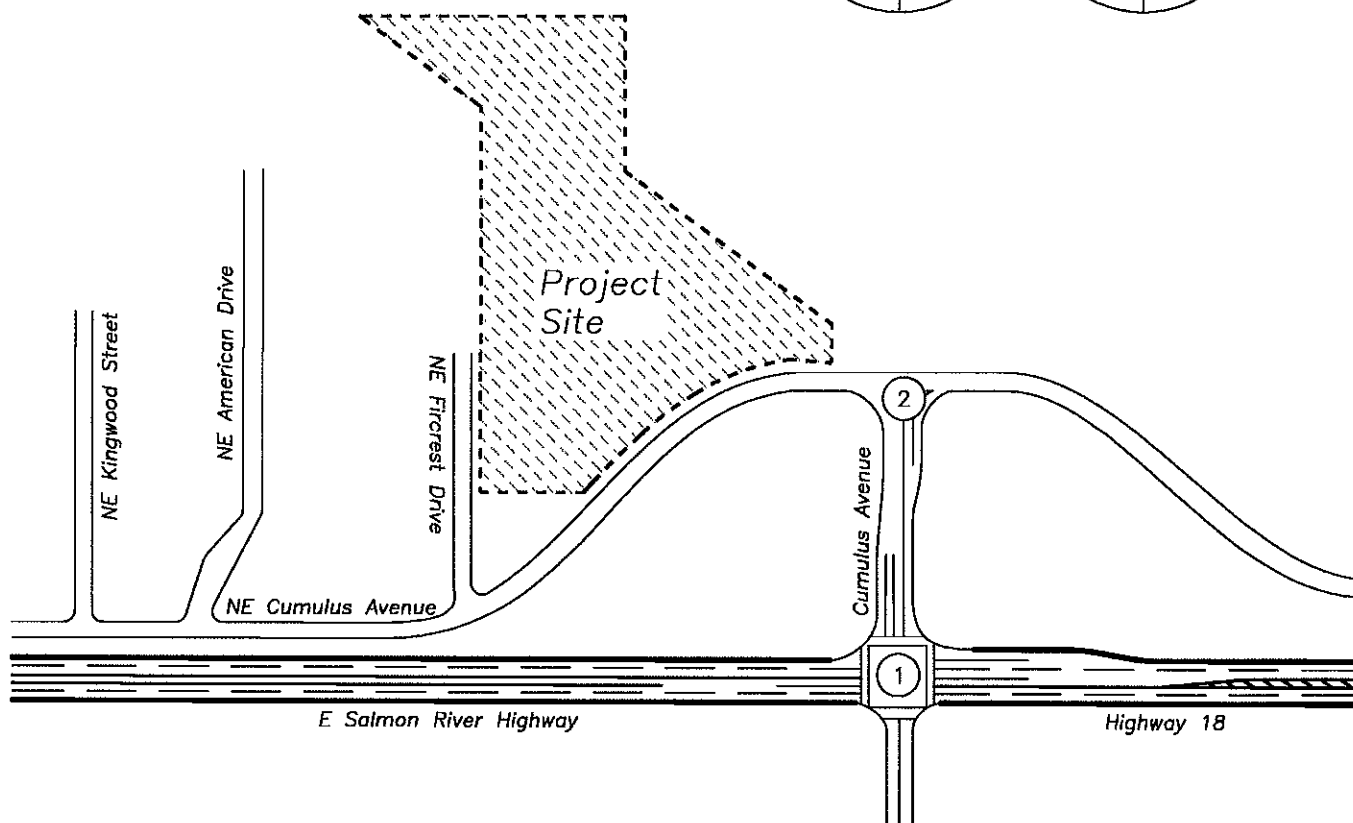 Project
Site
NE Kingwood Street
NE American Drive
NE Fircrest Drive
2
Cumulus Avenue
NE Cumulus Avenue
1
E Salmon River Highway
Highway 18